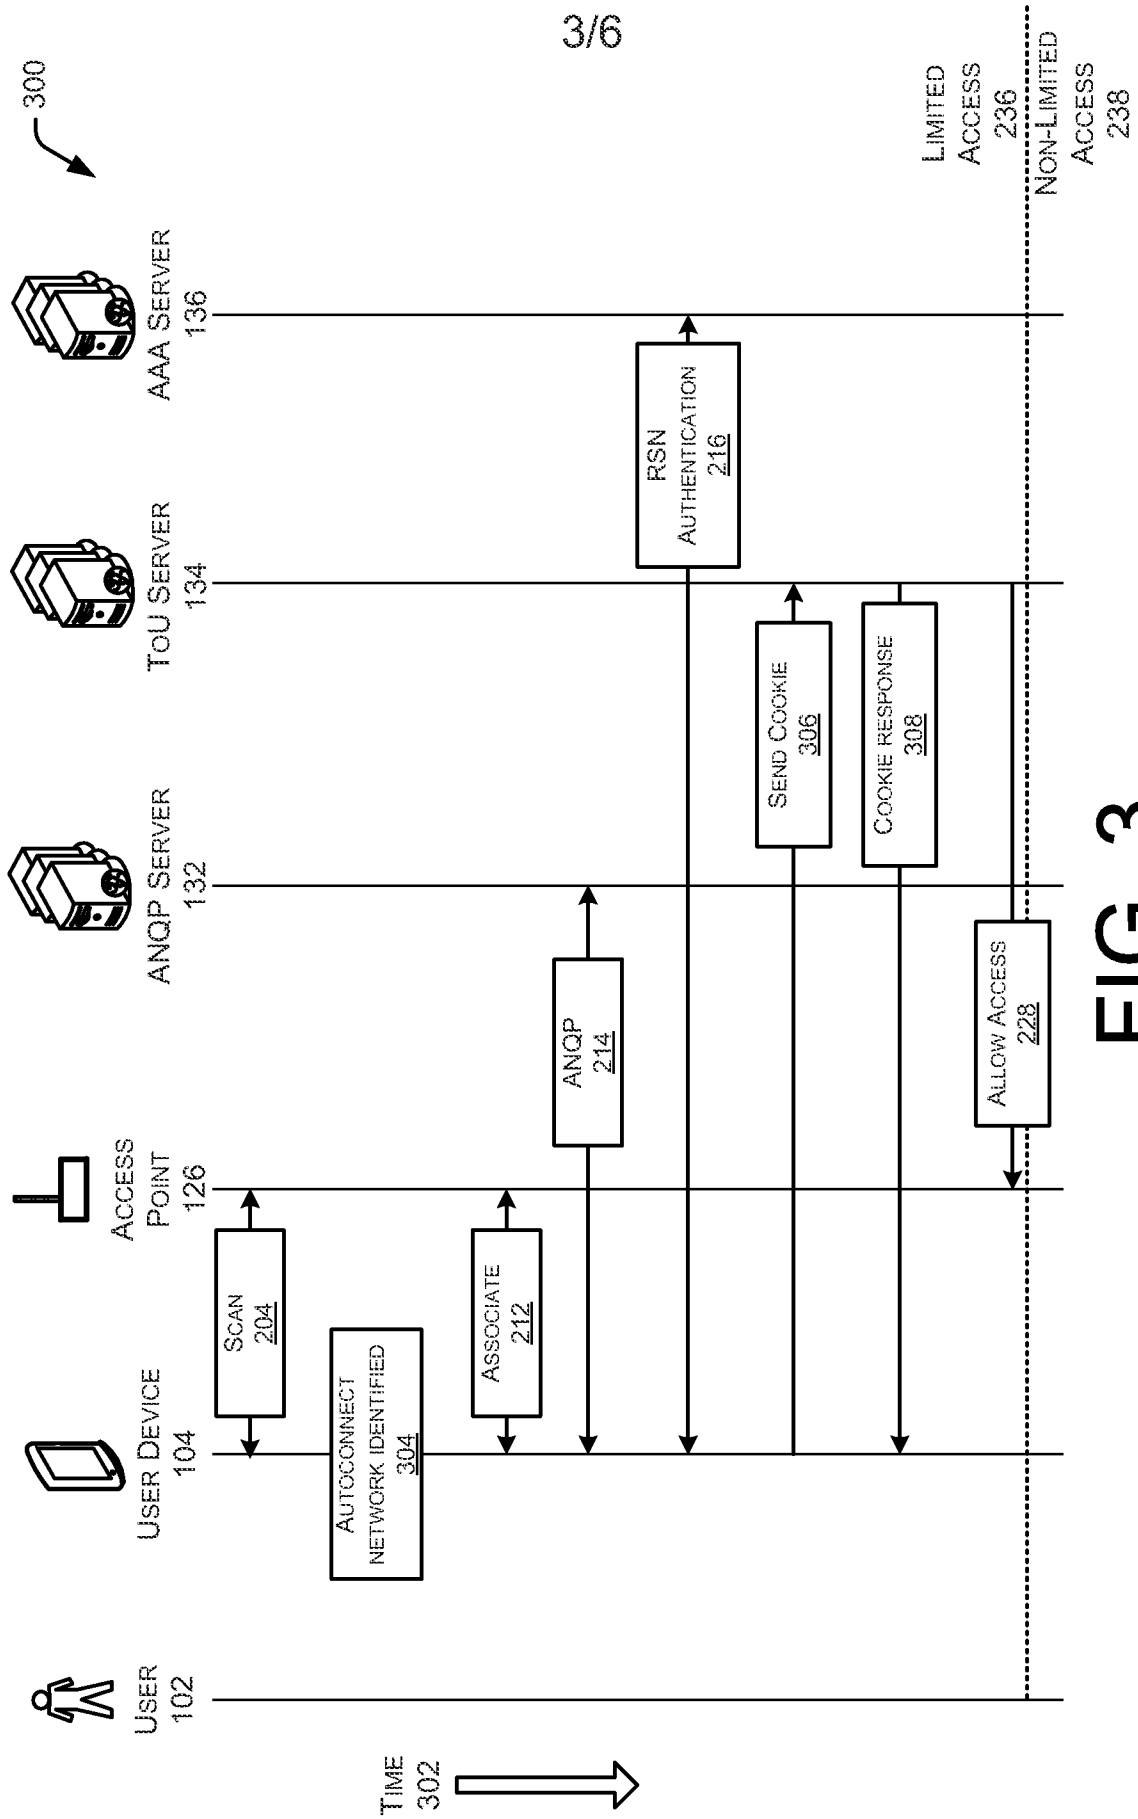 3/6
300
USER
102
USER DEVICE
104
ACCESS
POINT
126
ANQP SERVER
132
TOU SERVER
134
AAA SERVER
136
TIME
302
SCAN
204
AUTOCONNECT
NETWORK IDENTIFIED
304
ASSOCIATE
212
ANQP
214
RSN
AUTHENTICATION
216
SEND COOKIE
306
COOKIE RESPONSE
308
ALLOW ACCESS
228
LIMITED
ACCESS
236
NON-LIMITED
ACCESS
238
FIG. 3